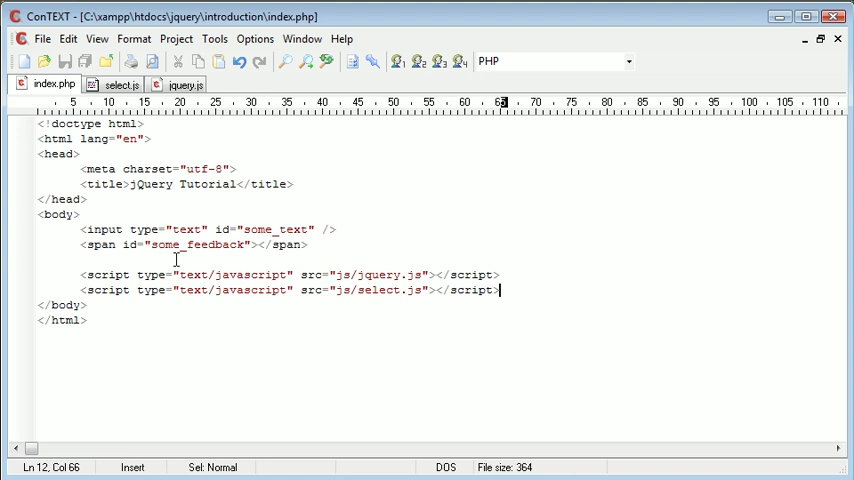 ConTEXT - [C:\xampp\htdocs\jquery\introduction\index.php]
File Edit View Format Project Tools Options Window Help
1 2 3 4 PHP
index.php select.js jquery.js
5 10 15 20 25 30 35 40 45 50 55 60 65 70 75 80 85 90 95 100 105 110
<!doctype html>
<html lang="en">
<head>
<meta charset="utf-8">
<title>jQuery Tutorial</title>
</head>
<body>
<input type="text" id="some_text" />
<span id="some_feedback"></span>
<script type="text/javascript" src="js/jquery.js"></script>
<script type="text/javascript" src="js/select.js"></script>
</body>
</html>
Ln 12, Col 66 Insert Sel: Normal DOS File size: 364